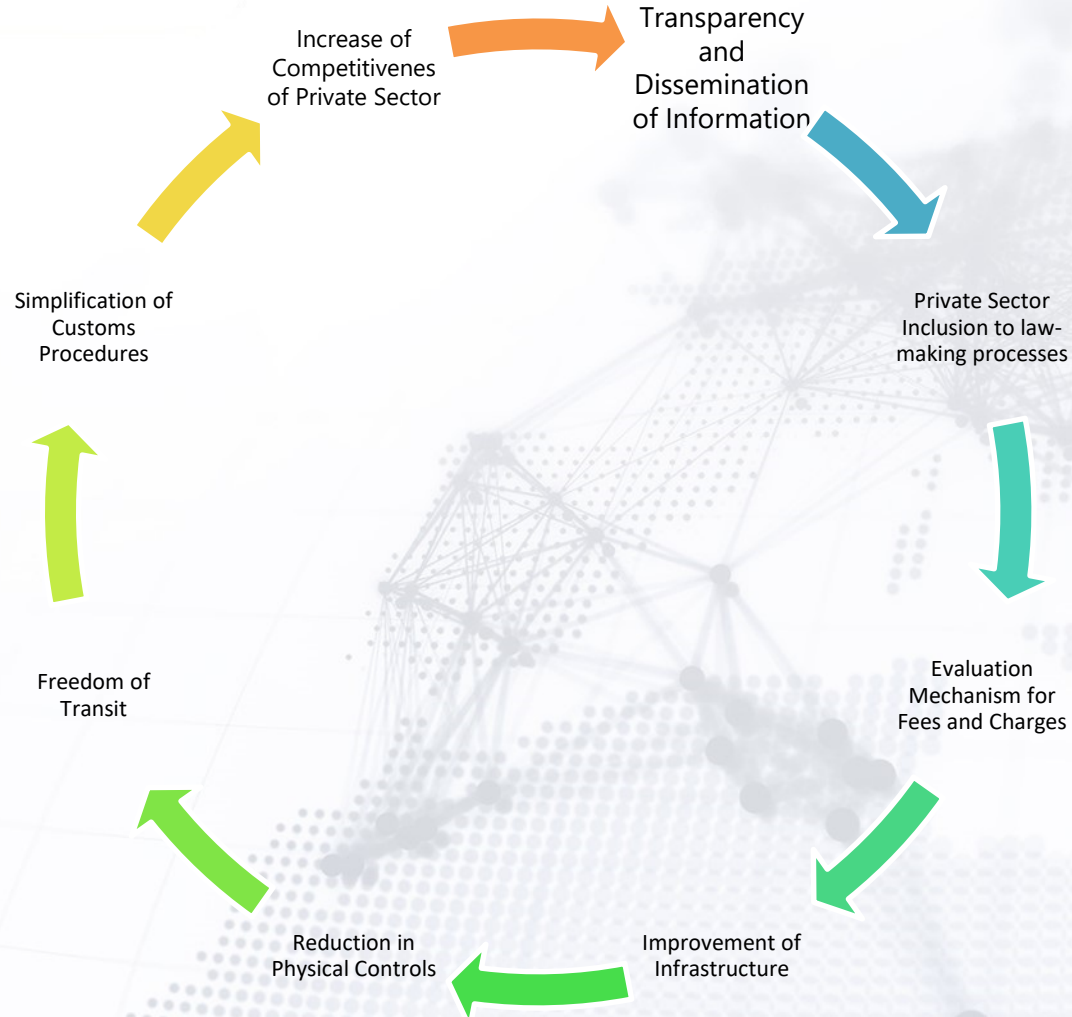 Transparency
and
Dissemination
of Information
Private Sector
Inclusion to law-
making processes
Evaluation
Mechanism for
Fees and Charges
Improvement of
Infrastructure
Reduction in
Physical Controls
Freedom of
Transit
Simplification of
Customs
Procedures
Increase of
Competitivenes
of Private Sector